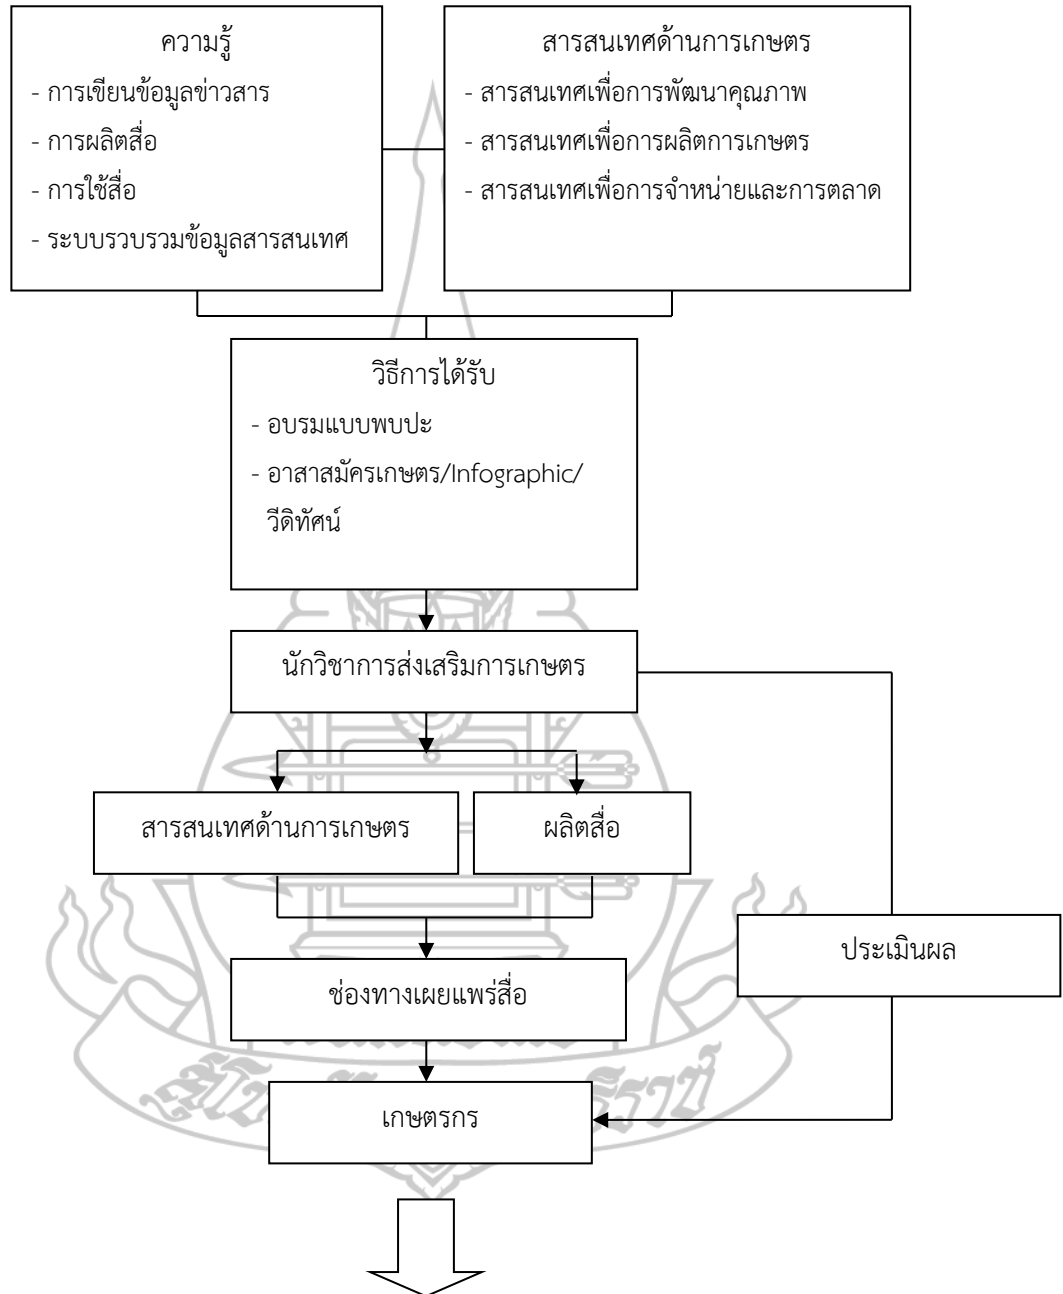 ความรู้
- การเขียนข้อมูลข่าวสาร
- การผลิตสื่อ
- การใช้สื่อ
- ระบบรวบรวมข้อมูลสารสนเทศ
สารสนเทศด้านการเกษตร
- สารสนเทศเพื่อการพัฒนาคุณภาพ
- สารสนเทศเพื่อการผลิตการเกษตร
- สารสนเทศเพื่อการจำหน่ายและการตลาด
วิธีการได้รับ
- อบรมแบบพบปะ
- อาสาสมัครเกษตร/Infographic/
วีดิทัศน์
นักวิชาการส่งเสริมการเกษตร
สารสนเทศด้านการเกษตร
ผลิตสื่อ
ประเมินผล
ช่องทางเผยแพร่สื่อ
เกษตรกร